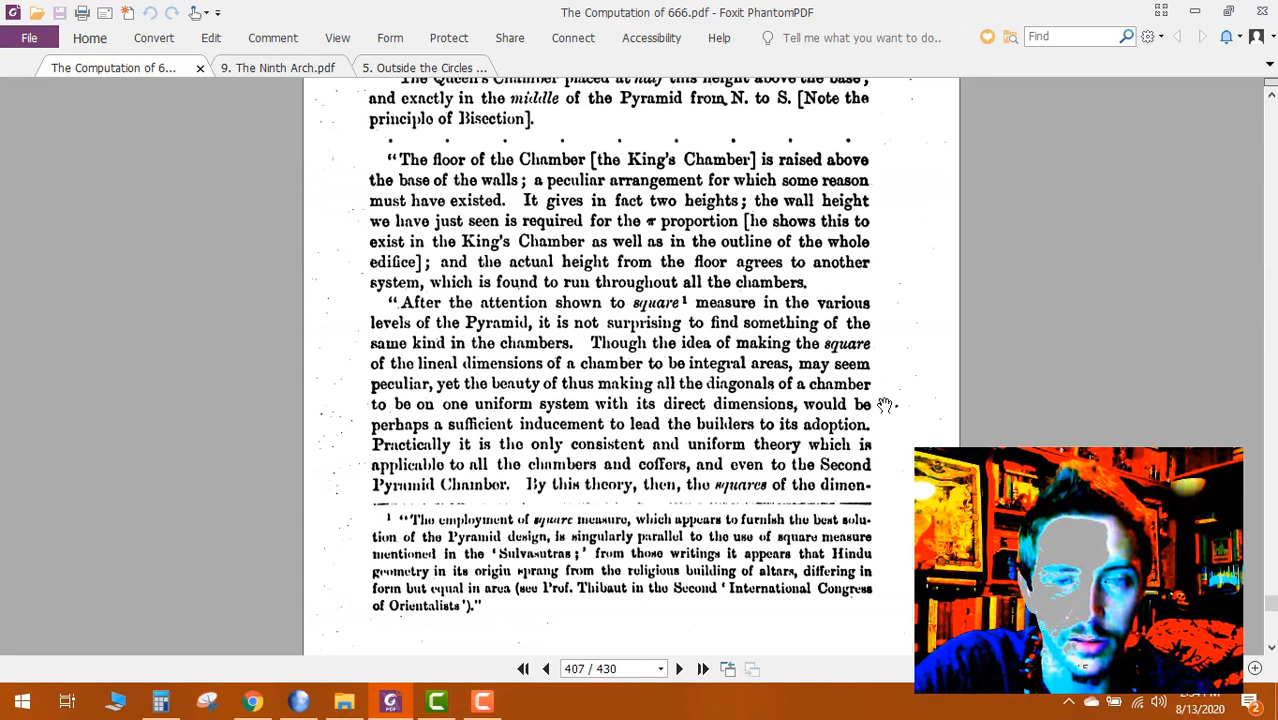 The Computation of 666.pdf - Foxit PhantomPDF
File Home Convert Edit Comment View Form Protect Share Connect Accessibility Help Tell me what you want to do.. Find
The Computation of 6... × 9. The Ninth Arch.pdf 5. Outside the Circles ...
The Queen's Chamber placed at half this height above the base;
and exactly in the middle of the Pyramid from N. to S. [Note the
principle of Bisection].
. . . . . . . . .
“The floor of the Chamber [the King's Chamber] is raised above
the base of the walls; a peculiar arrangement for which some reason
must have existed. It gives in fact two heights; the wall height
we have just seen is required for the π proportion [he shows this to
exist in the King's Chamber as well as in the outline of the whole
edifice]; and the actual height from the floor agrees to another
system, which is found to run throughout all the chambers.
“After the attention shown to square¹ measure in the various
levels of the Pyramid, it is not surprising to find something of the
same kind in the chambers. Though the idea of making the square
of the lineal dimensions of a chamber to be integral areas, may seem
peculiar, yet the beauty of thus making all the diagonals of a chamber
to be on one uniform system with its direct dimensions, would be
perhaps a sufficient inducement to lead the builders to its adoption.
Practically it is the only consistent and uniform theory which is
applicable to all the chambers and coffers, and even to the Second
Pyramid Chamber. By this theory, then, the squares of the dimen-
¹ “The employment of square measure, which appears to furnish the best solu-
tion of the Pyramid design, is singularly parallel to the use of square measure
mentioned in the ‘Sulvasutras;’ from those writings it appears that Hindu
geometry in its origin sprang from the religious building of altars, differing in
form but equal in area (see Prof. Thibaut in the Second ‘International Congress
of Orientalists’).”
407 / 430
8/13/2020
2